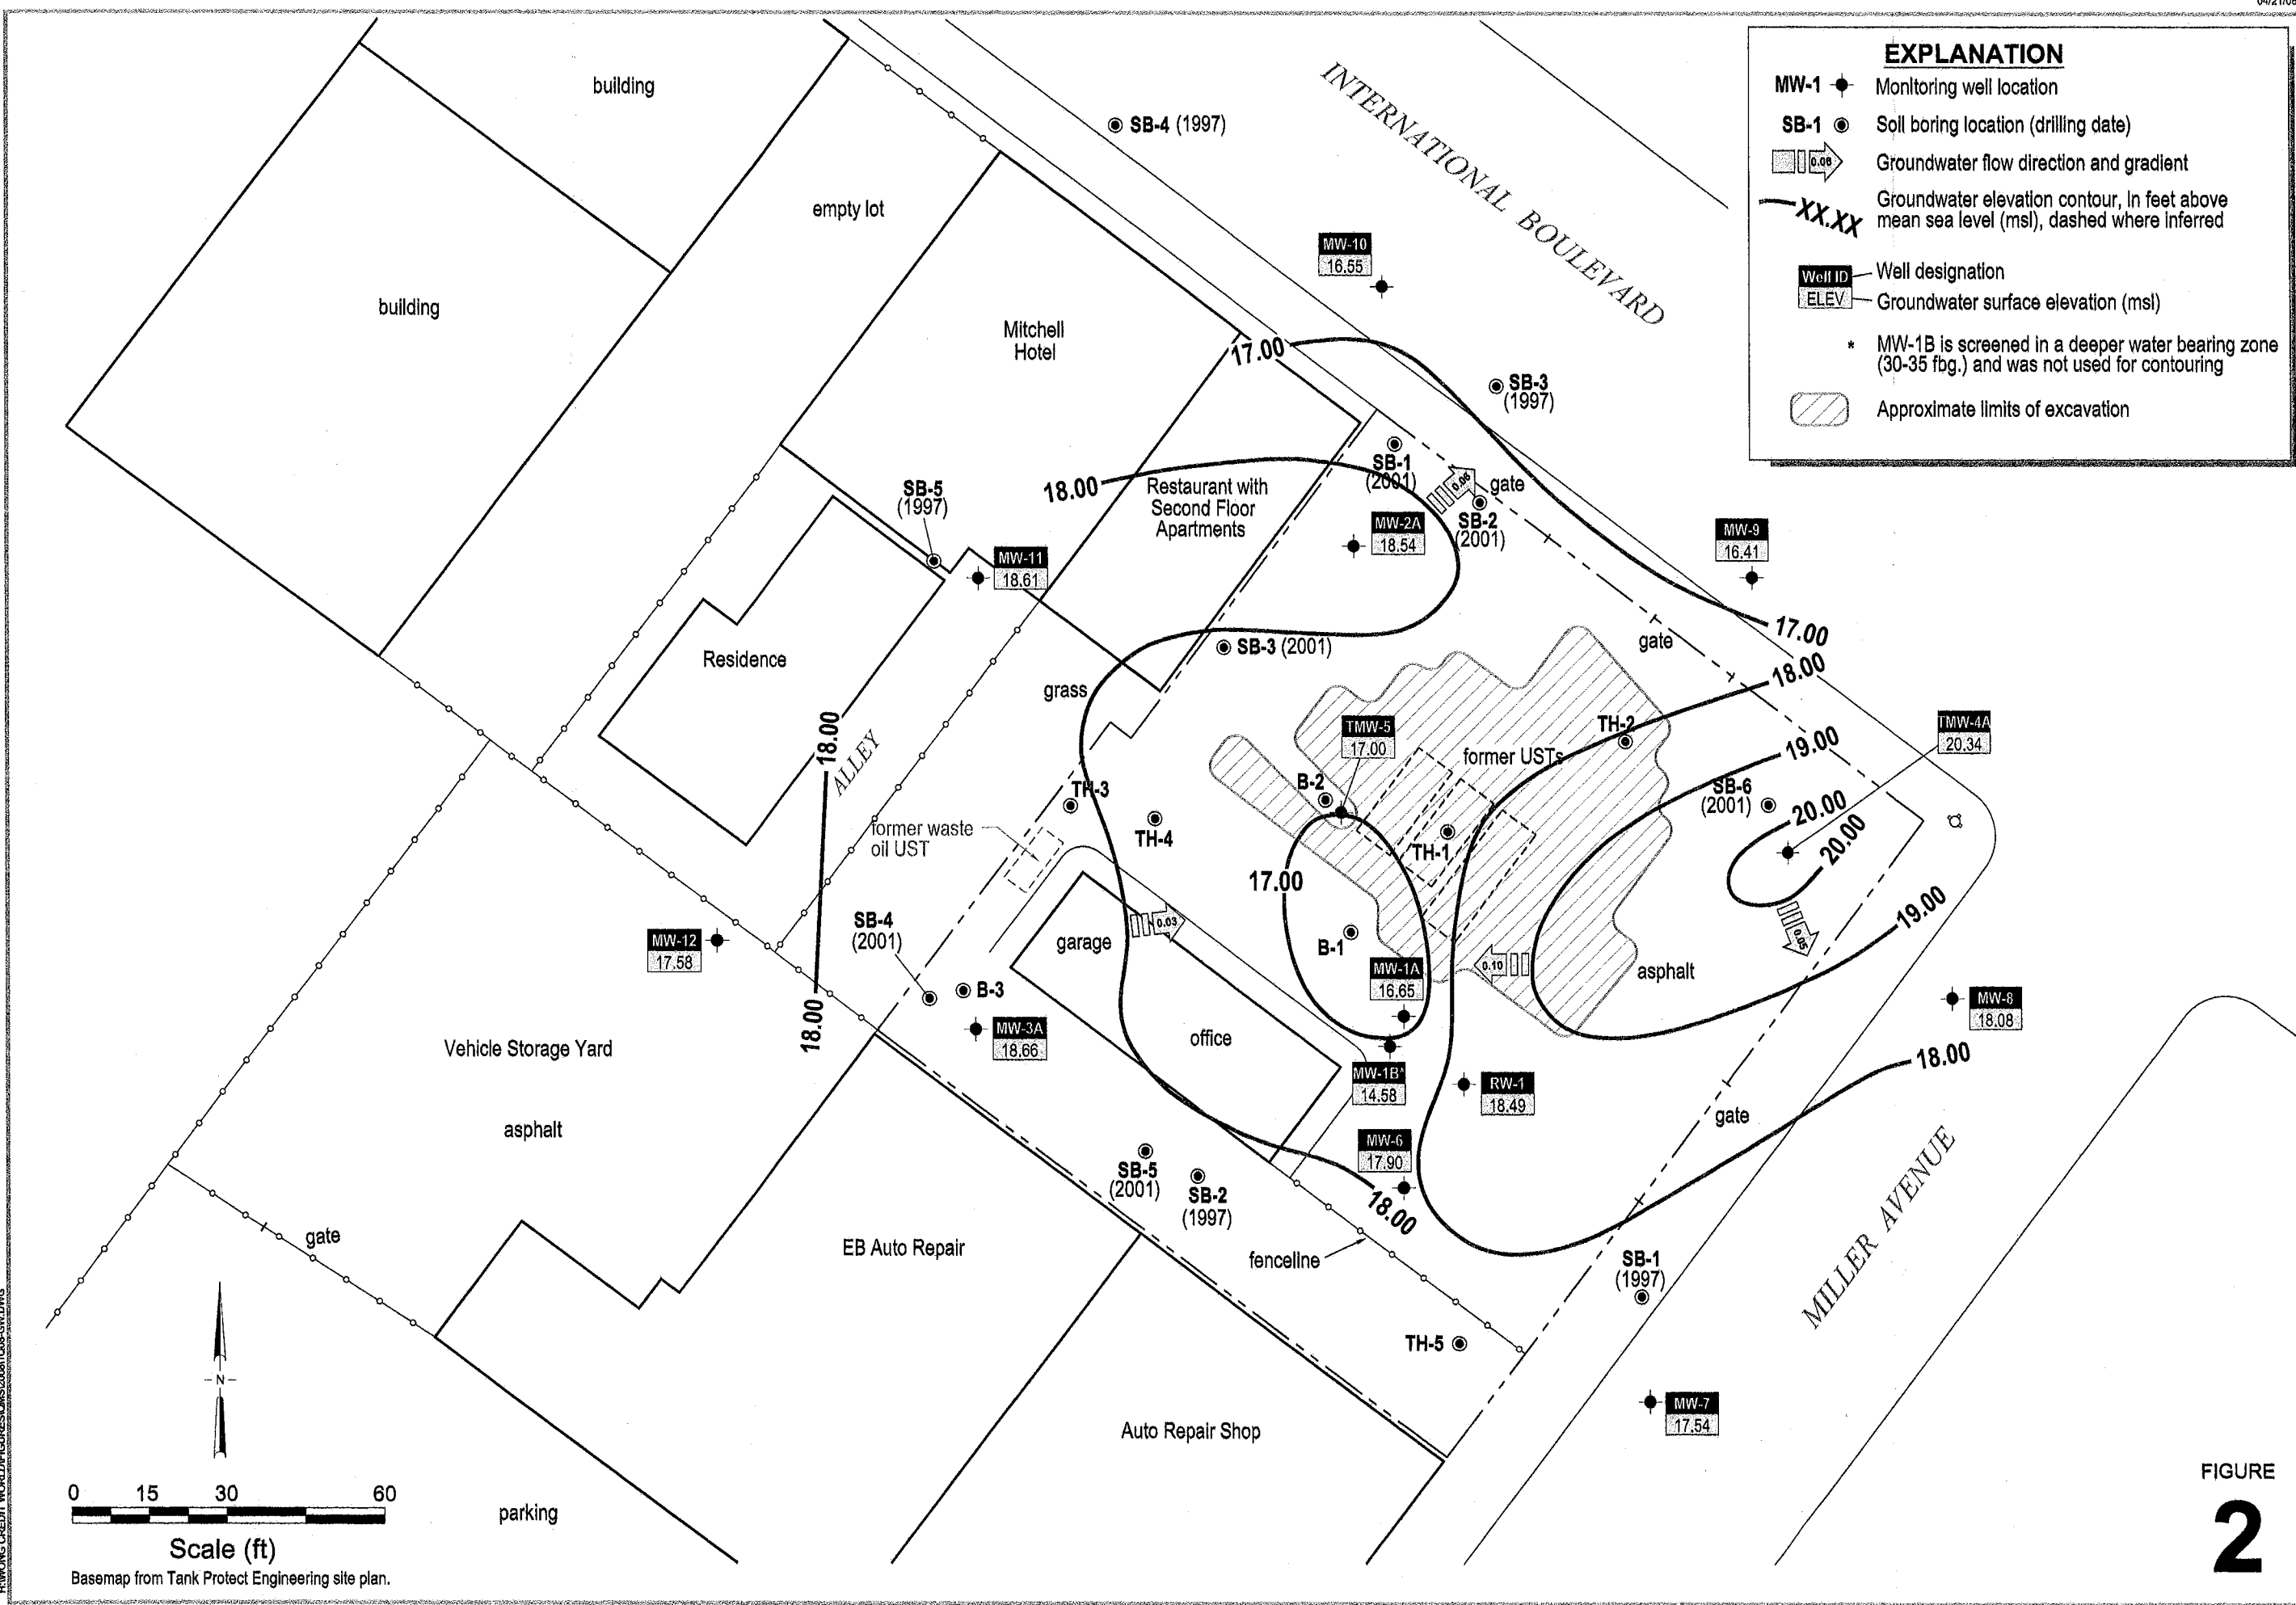 04/21/08
EXPLANATION
MW-1 Monitoring well location
SB-1 Soil boring location (drilling date)
Groundwater flow direction and gradient
XX.XX Groundwater elevation contour, in feet above
mean sea level (msl), dashed where inferred
Well ID Well designation
ELEV Groundwater surface elevation (msl)
* MW-1B is screened in a deeper water bearing zone
(30-35 fbg.) and was not used for contouring
Approximate limits of excavation
building
SB-4 (1997)
INTERNATIONAL BOULEVARD
empty lot
building
MW-10
16.55
Mitchell
Hotel
17.00
SB-3
(1997)
SB-1
(2001)
0.06
gate
SB-2
(2001)
18.00
Restaurant with
Second Floor
Apartments
MW-2A
18.54
SB-5
(1997)
MW-11
18.61
MW-9
16.41
17.00
gate
SB-3 (2001)
18.00
Residence
grass
TMW-5
17.00
TH-2
former USTs
19.00
TMW-4A
20.34
18.00
ALLEY
TH-3
B-2
SB-6
(2001)
20.00
20.00
former waste
oil UST
TH-4
TH-1
17.00
19.00
SB-4
(2001)
0.03
garage
B-1
0.05
MW-12
17.58
MW-1A
16.65
0.10
asphalt
B-3
MW-8
18.08
18.00
MW-3A
18.66
office
Vehicle Storage Yard
18.00
MW-1B*
14.58
RW-1
18.49
asphalt
gate
MW-6
17.90
SB-5
(2001)
SB-2
(1997)
18.00
MILLER AVENUE
gate
EB Auto Repair
fenceline
SB-1
(1997)
TH-5
N
MW-7
17.54
Auto Repair Shop
0 15 30 60
Scale (ft)
parking
Basemap from Tank Protect Engineering site plan.
FIGURE
2